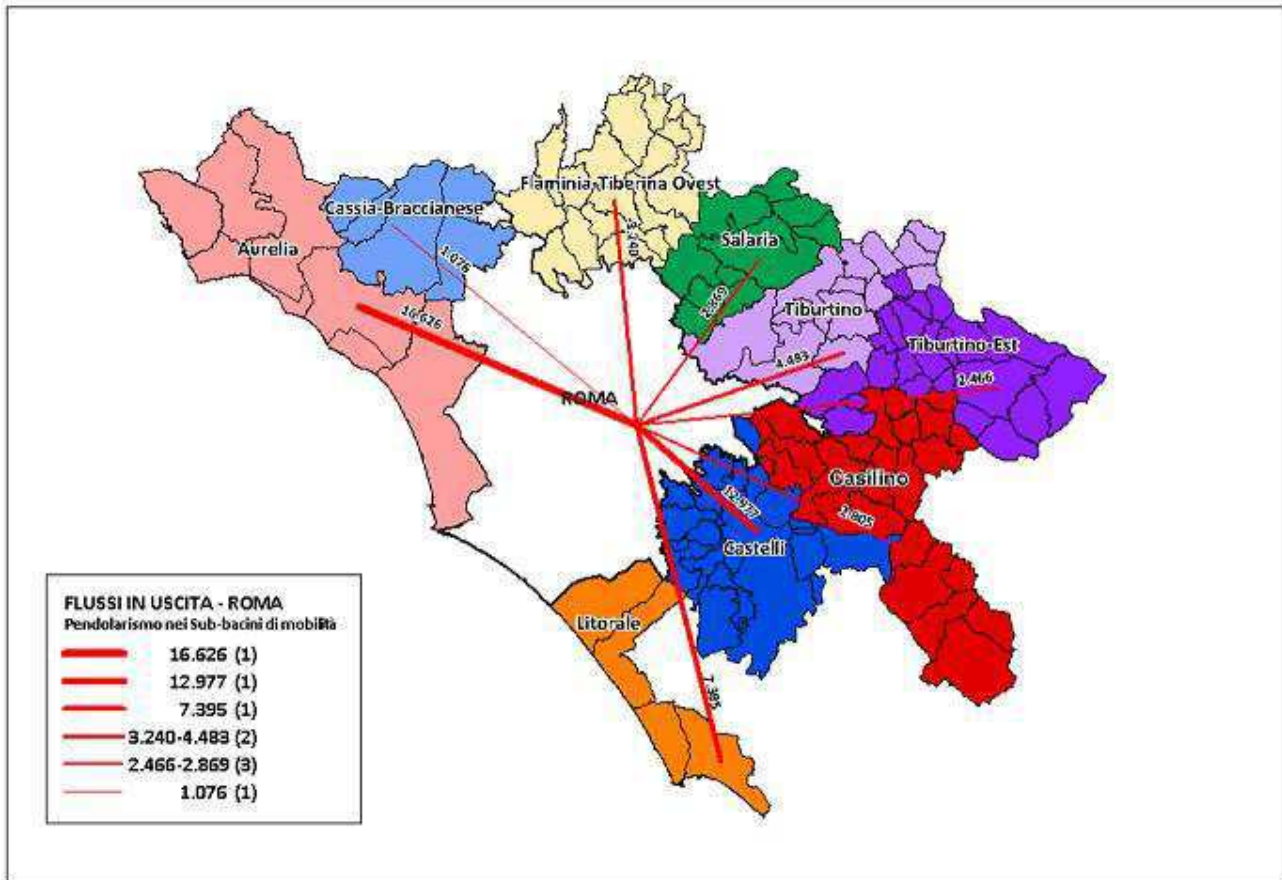 Flaminia-Tiberina Ovest
Cassia-Braccianese
Aurelia
Salaria
3.240
1.076
2.869
Tiburtino
16.626
Tiburtino-Est
4.483
2.466
ROMA
Casilino
12.977
2.805
Castelli
Litorale
7.395
FLUSSI IN USCITA - ROMA
Pendolarismo nei Sub-bacini di mobilità
16.626 (1)
12.977 (1)
7.395 (1)
3.240-4.483 (2)
2.466-2.869 (3)
1.076 (1)